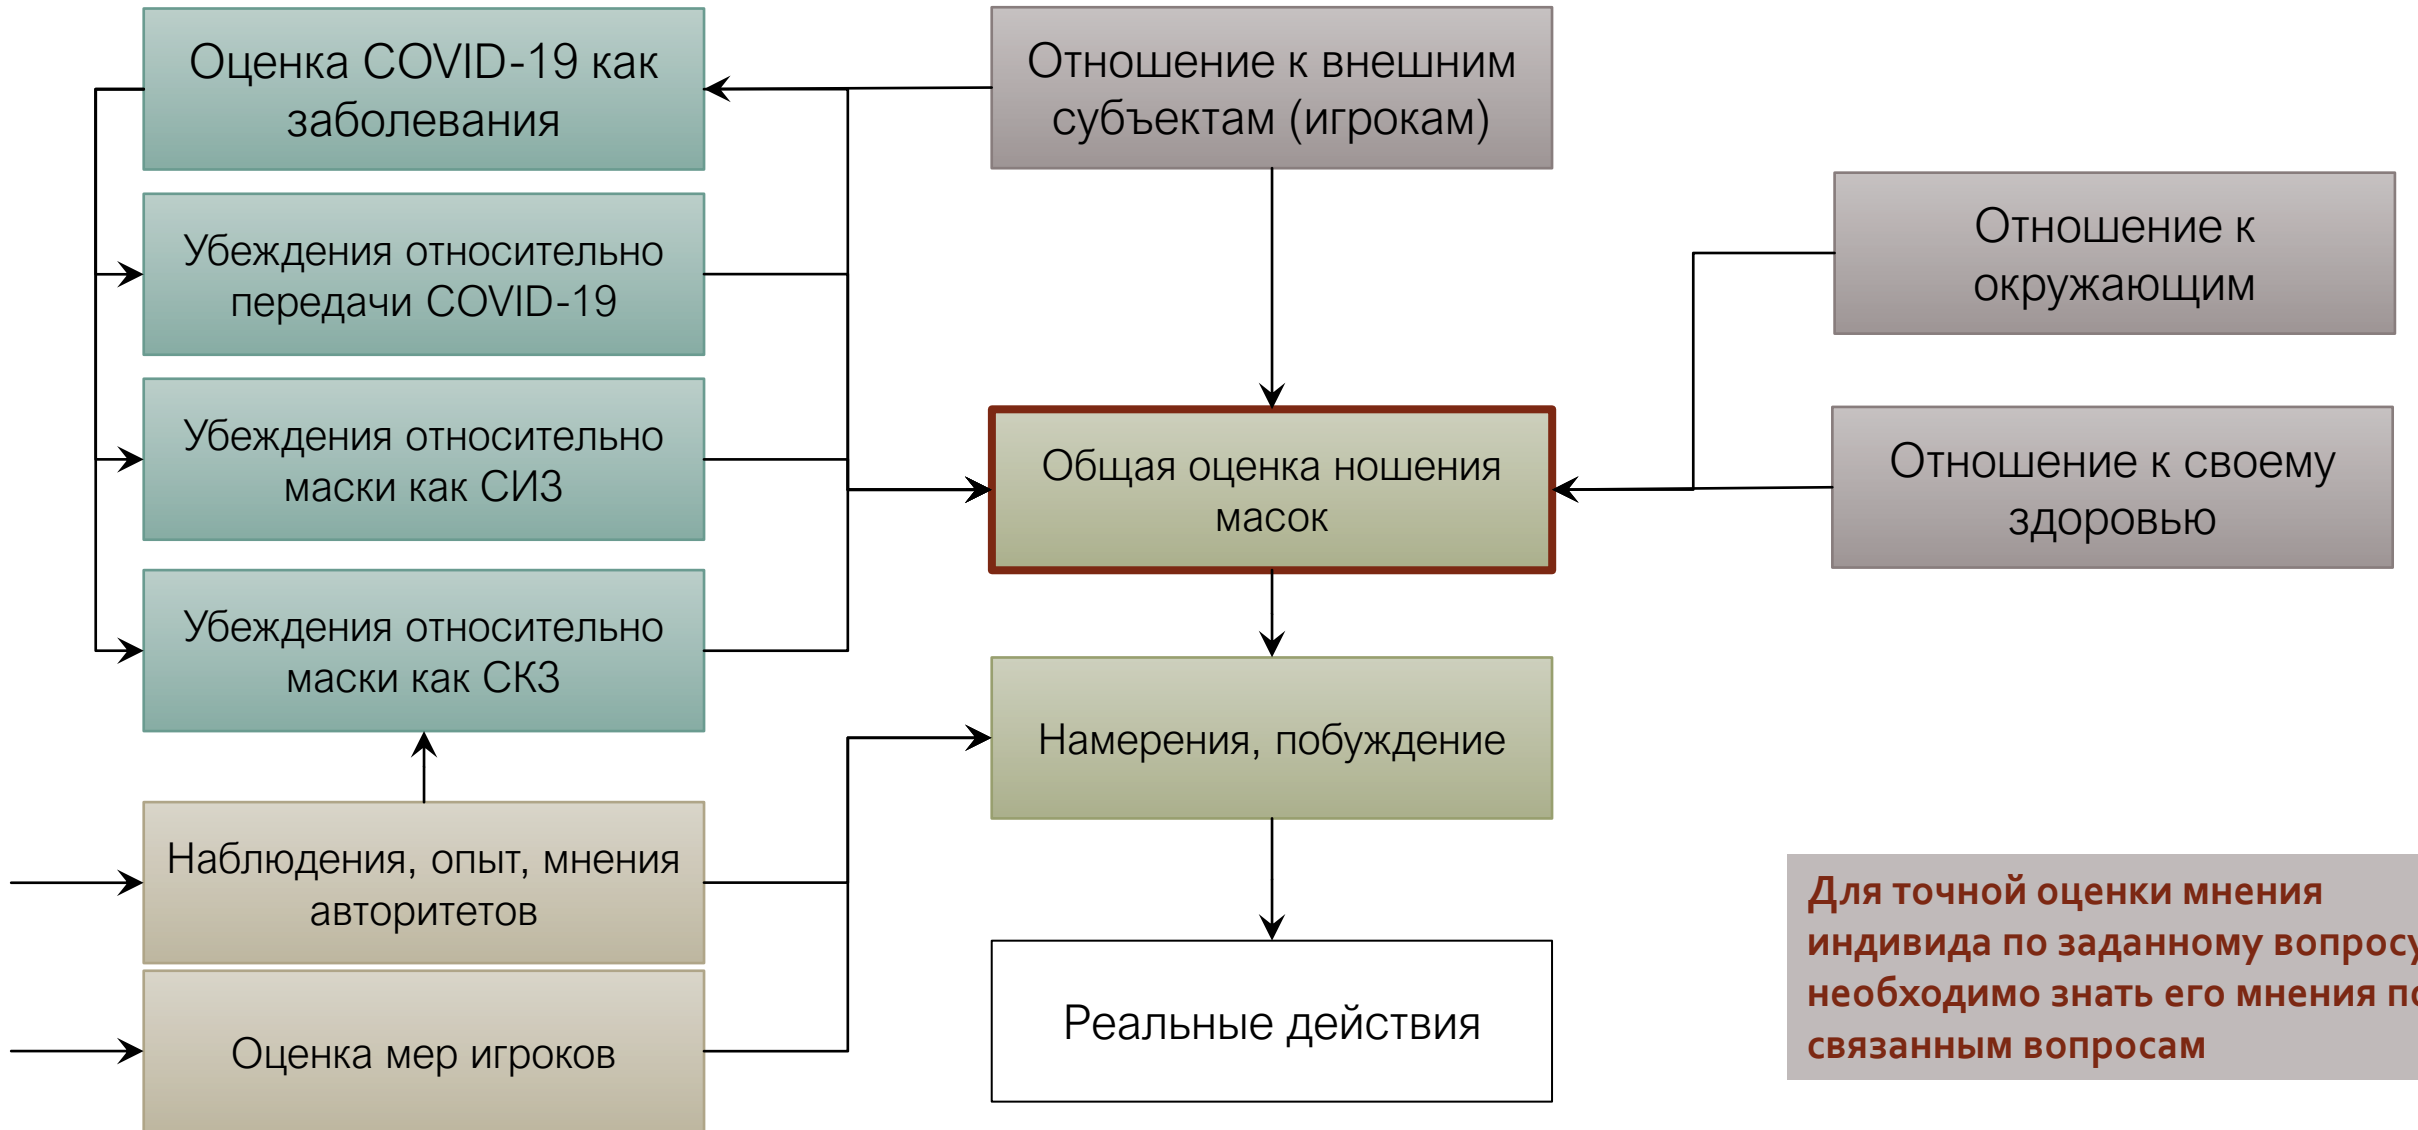 Оценка COVID-19 как
заболевания
Отношение к внешним
субъектам (игрокам)
Убеждения относительно
передачи COVID-19
Отношение к
окружающим
Убеждения относительно
маски как СИЗ
Общая оценка ношения
масок
Отношение к своему
здоровью
Убеждения относительно
маски как СКЗ
Намерения, побуждение
Наблюдения, опыт, мнения
авторитетов
Оценка мер игроков
Реальные действия
Для точной оценки мнения
индивида по заданному вопросу
необходимо знать его мнения по
связанным вопросам